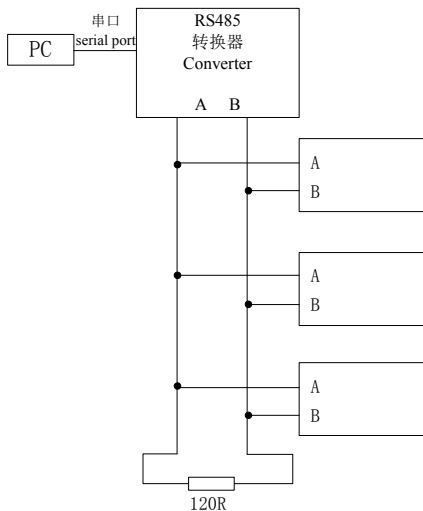 PC
串口
serial port
RS485
转换器
Converter
A B
A
B
A
B
A
B
120R